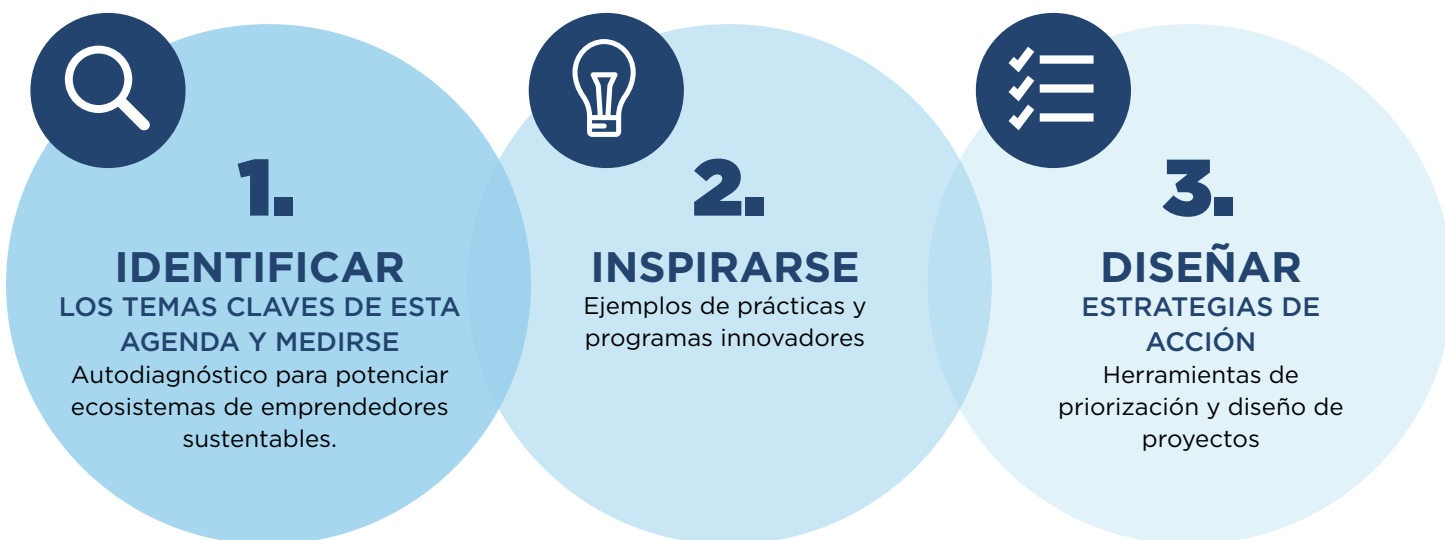 1.
IDENTIFICAR
LOS TEMAS CLAVES DE ESTA
AGENDA Y MEDIRSE
Autodiagnóstico para potenciar
ecosistemas de emprendedores
sustentables.
2.
INSPIRARSE
Ejemplos de prácticas y
programas innovadores
3.
DISEÑAR
ESTRATEGIAS DE
ACCIÓN
Herramientas de
priorización y diseño de
proyectos